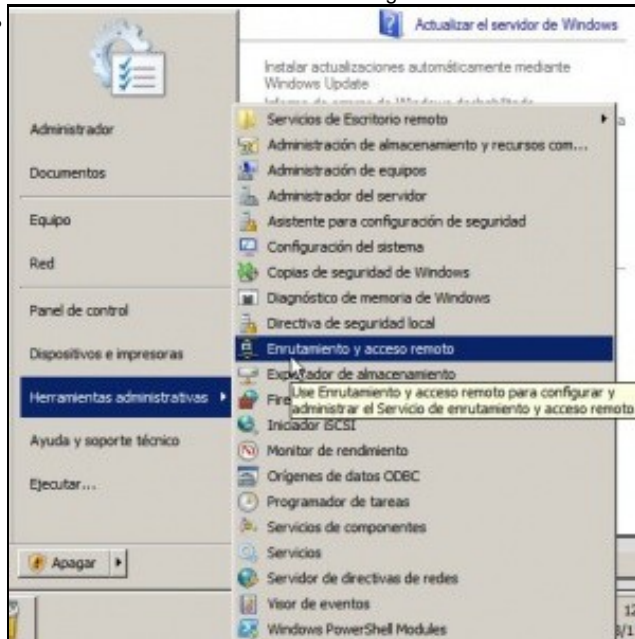 Actualizar el servidor de Windows
Instalar actualizaciones automáticamente mediante
Windows Update
Administrador
Documentos
Equipo
Red
Panel de control
Dispositivos e impresoras
Herramientas administrativas
Ayuda y soporte técnico
Ejecutar...
Apagar
Servicios de Escritorio remoto
Administración de almacenamiento y recursos com...
Administración de equipos
Administrador del servidor
Asistente para configuración de seguridad
Configuración del sistema
Copias de seguridad de Windows
Diagnóstico de memoria de Windows
Directiva de seguridad local
Enrutamiento y acceso remoto
Explorador de almacenamiento
Use Enrutamiento y acceso remoto para configurar y
administrar el Servicio de enrutamiento y acceso remoto
Iniciador iSCSI
Monitor de rendimiento
Orígenes de datos ODBC
Programador de tareas
Servicios de componentes
Servicios
Servidor de directivas de redes
Visor de eventos
Windows PowerShell Modules